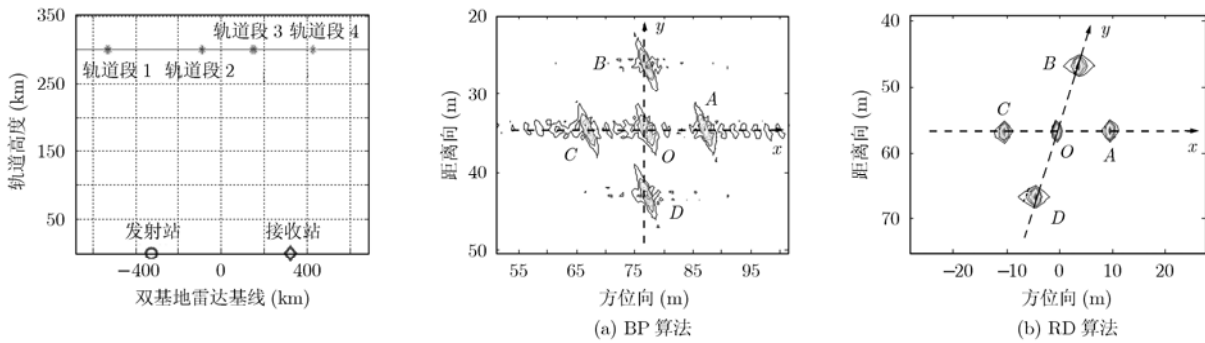 350
250
150
50
轨道高度 (km)
轨道段 3 轨道段 4
轨道段 1 轨道段 2
发射站 接收站
−400 0 400
双基地雷达基线 (km)
20
30
40
50
距离向 (m)
y
B
A
C
O
x
D
55 65 75 85 95
方位向 (m)
(a) BP 算法
40
50
60
70
距离向 (m)
y
B
C
O
A
x
D
−20 −10 0 10 20
方位向 (m)
(b) RD 算法